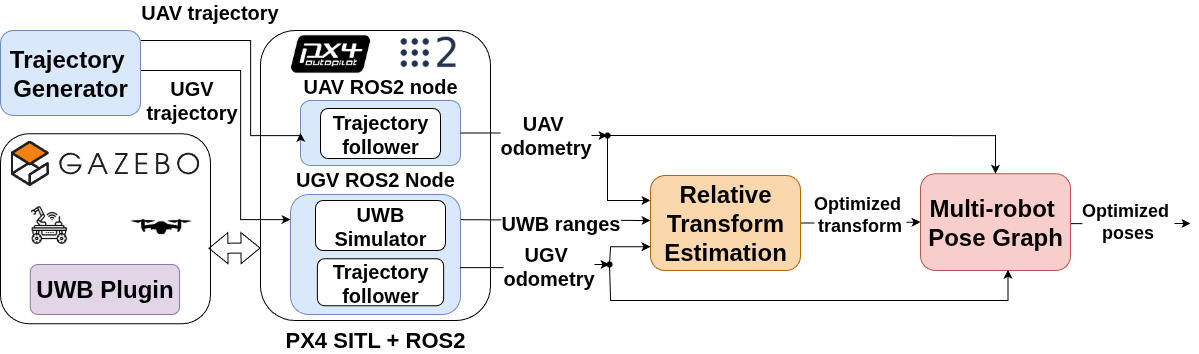 UAV trajectory
Trajectory
Generator
UGV
trajectory
px4
autopilot
2
UAV ROS2 node
Trajectory
follower
UAV
odometry
GAZEBO
UWB Plugin
UGV ROS2 Node
UWB
Simulator
Trajectory
follower
UWB ranges
UGV
odometry
PX4 SITL + ROS2
Relative
Transform
Estimation
Optimized
transform
Multi-robot
Pose Graph
Optimized
poses